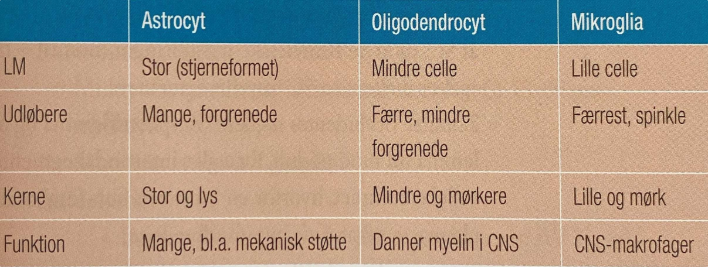 Astrocyt Oligodendrocyt Mikroglia
LM Stor (stjerneformet) Mindre celle Lille celle
Udløbere Mange, forgrenede Færre, mindre Færrest, spinkle
forgrenede
Kerne Stor og lys Mindre og mørkere Lille og mørk
Funktion Mange, bl.a. mekanisk støtte Danner myelin i CNS CNS-makrofager